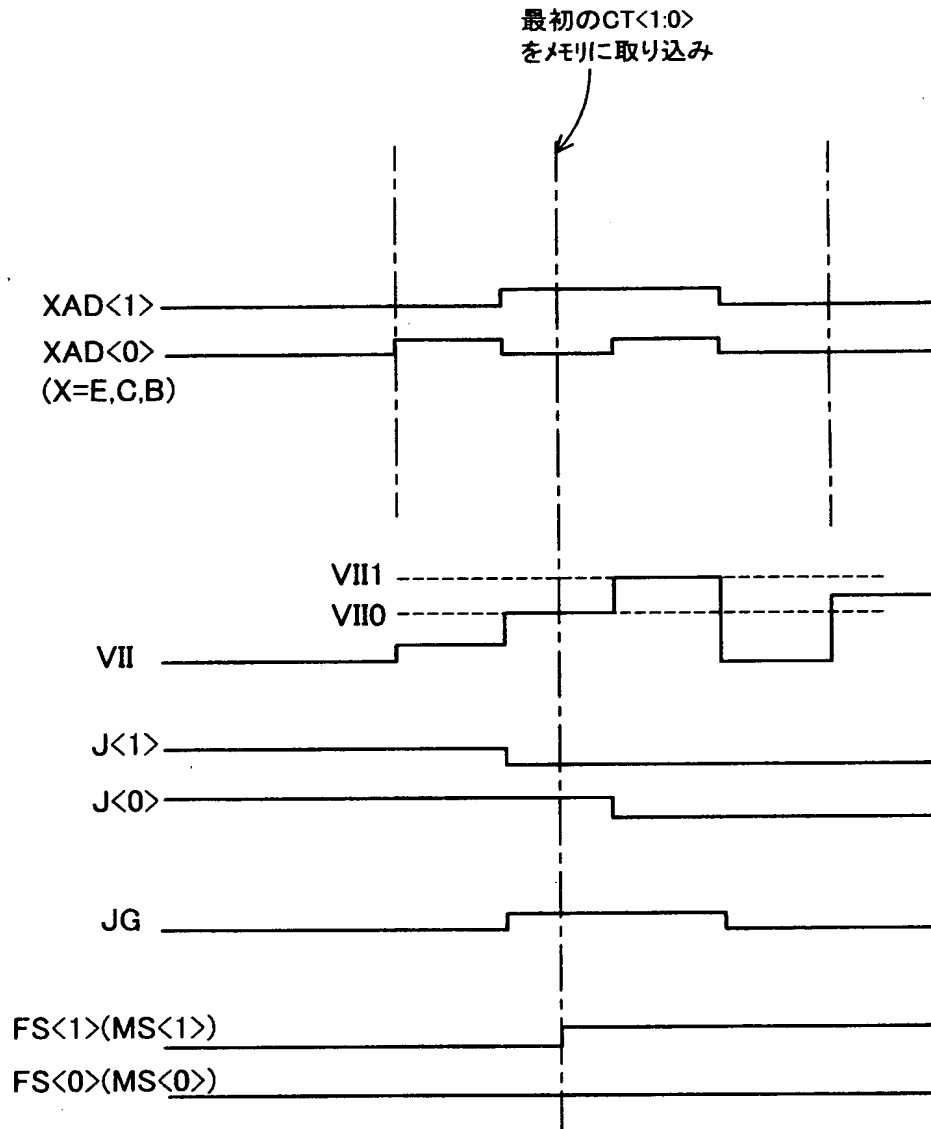 最初のCT<1:0>
をメモリに取り込み
XAD<1>
XAD<0>
(X=E,C,B)
VII1
VII0
VII
J<1>
J<0>
JG
FS<1>(MS<1>)
FS<0>(MS<0>)